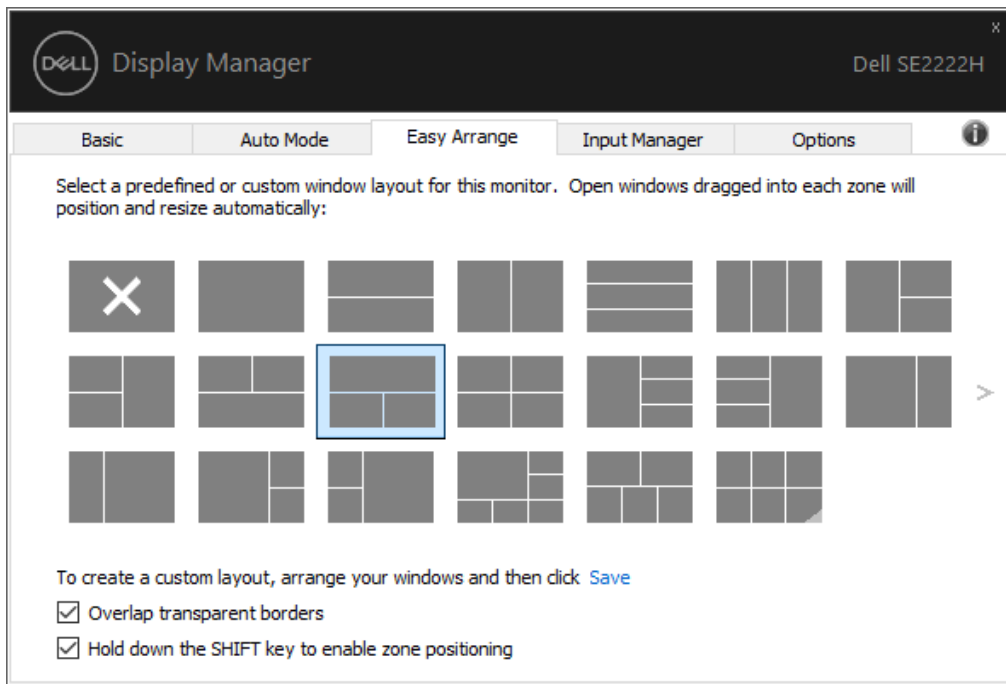 x
DELL Display Manager
Dell SE2222H
Basic Auto Mode Easy Arrange Input Manager Options
Select a predefined or custom window layout for this monitor.  Open windows dragged into each zone will
position and resize automatically:
>
To create a custom layout, arrange your windows and then click Save
Overlap transparent borders
Hold down the SHIFT key to enable zone positioning